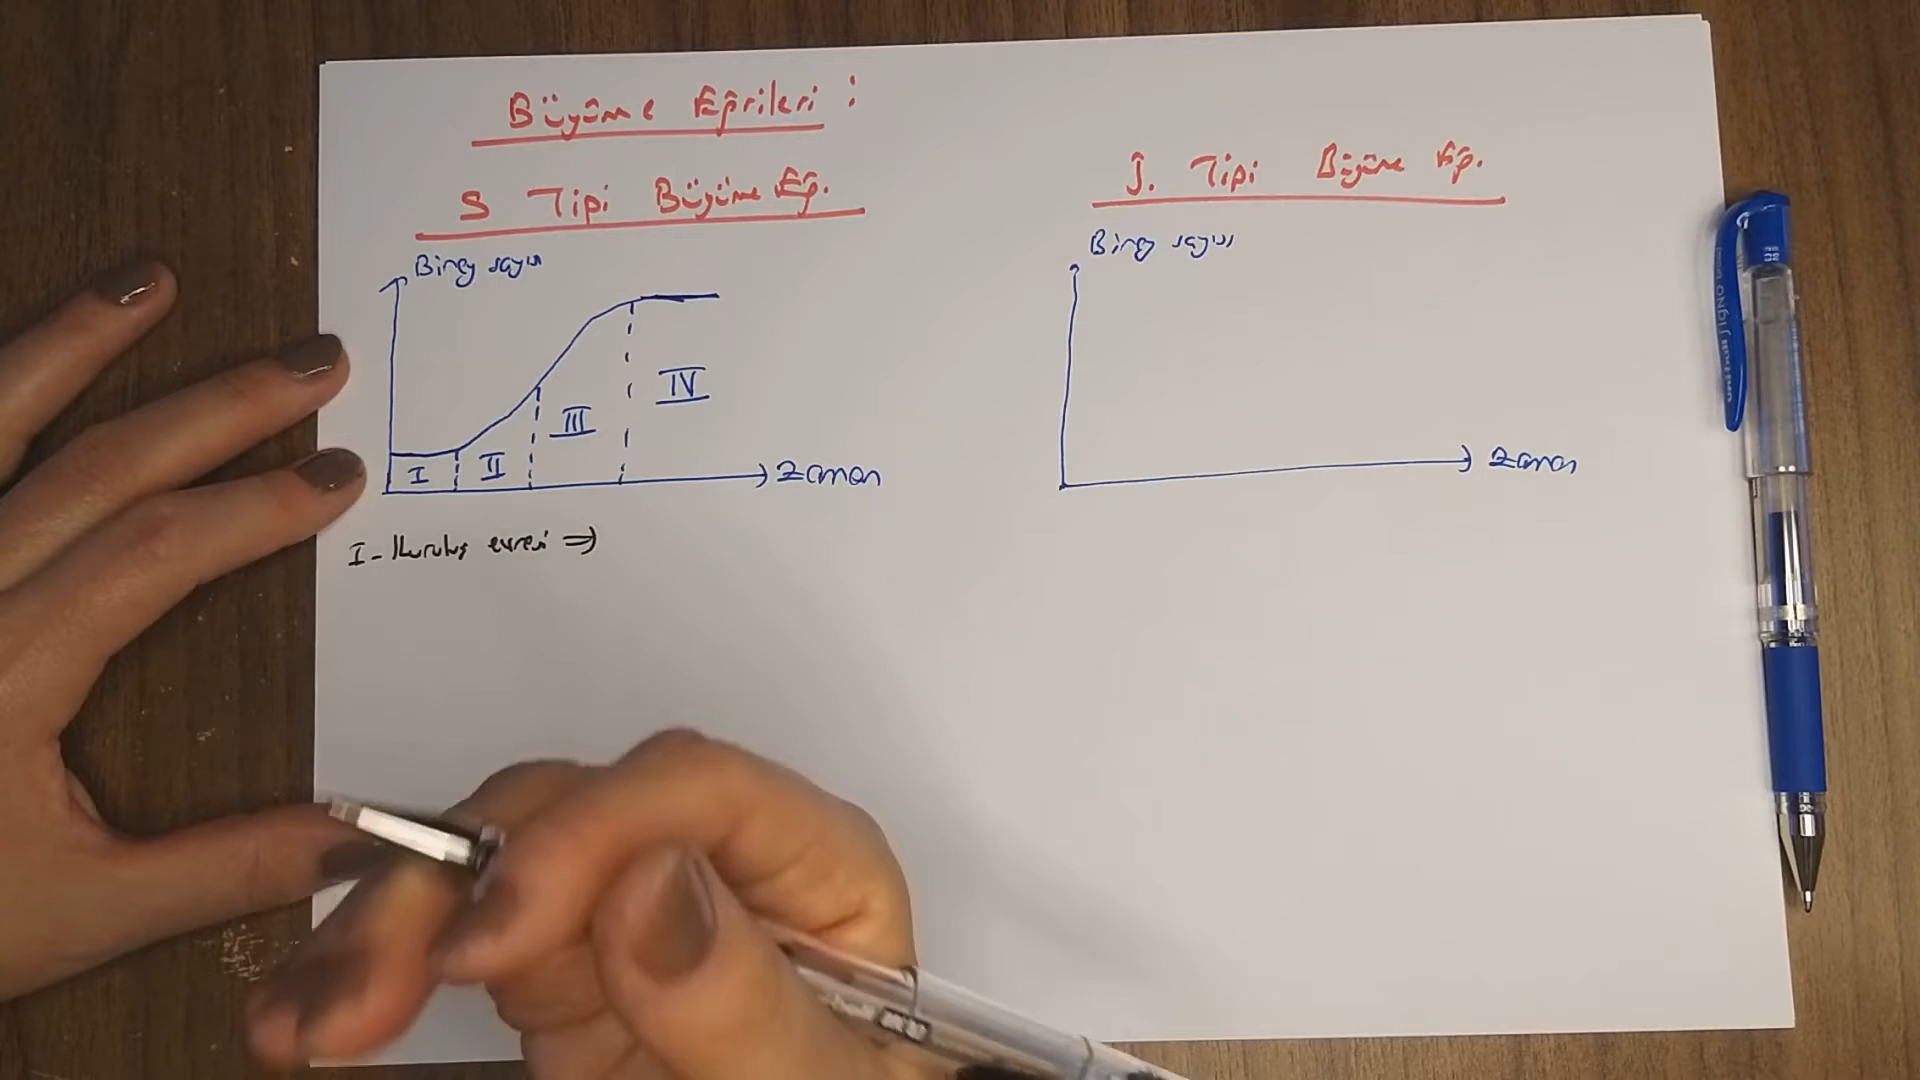 Büyüme Eğrileri :
S Tipi Büyüme Eğ.
Birey sayısı
I
II
III
IV
Zaman
I - Kuruluş evresi ⇒
J. Tipi Büyüme Eğ.
Birey sayısı
Zaman